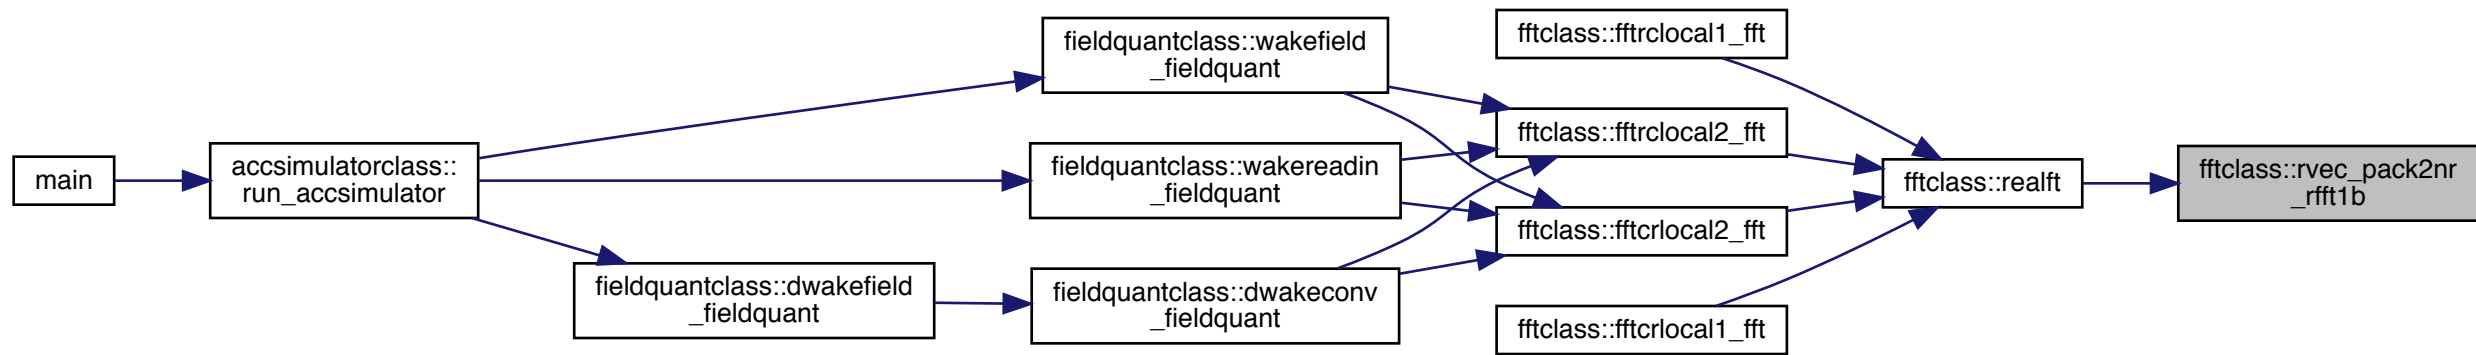 main
accsimulatorclass::
run_accsimulator
fieldquantclass::wakefield
_fieldquant
fieldquantclass::wakereadin
_fieldquant
fieldquantclass::dwakefield
_fieldquant
fieldquantclass::dwakeconv
_fieldquant
fftclass::fftrclocal1_fft
fftclass::fftrclocal2_fft
fftclass::fftcrlocal2_fft
fftclass::fftcrlocal1_fft
fftclass::realft
fftclass::rvec_pack2nr
_rfft1b